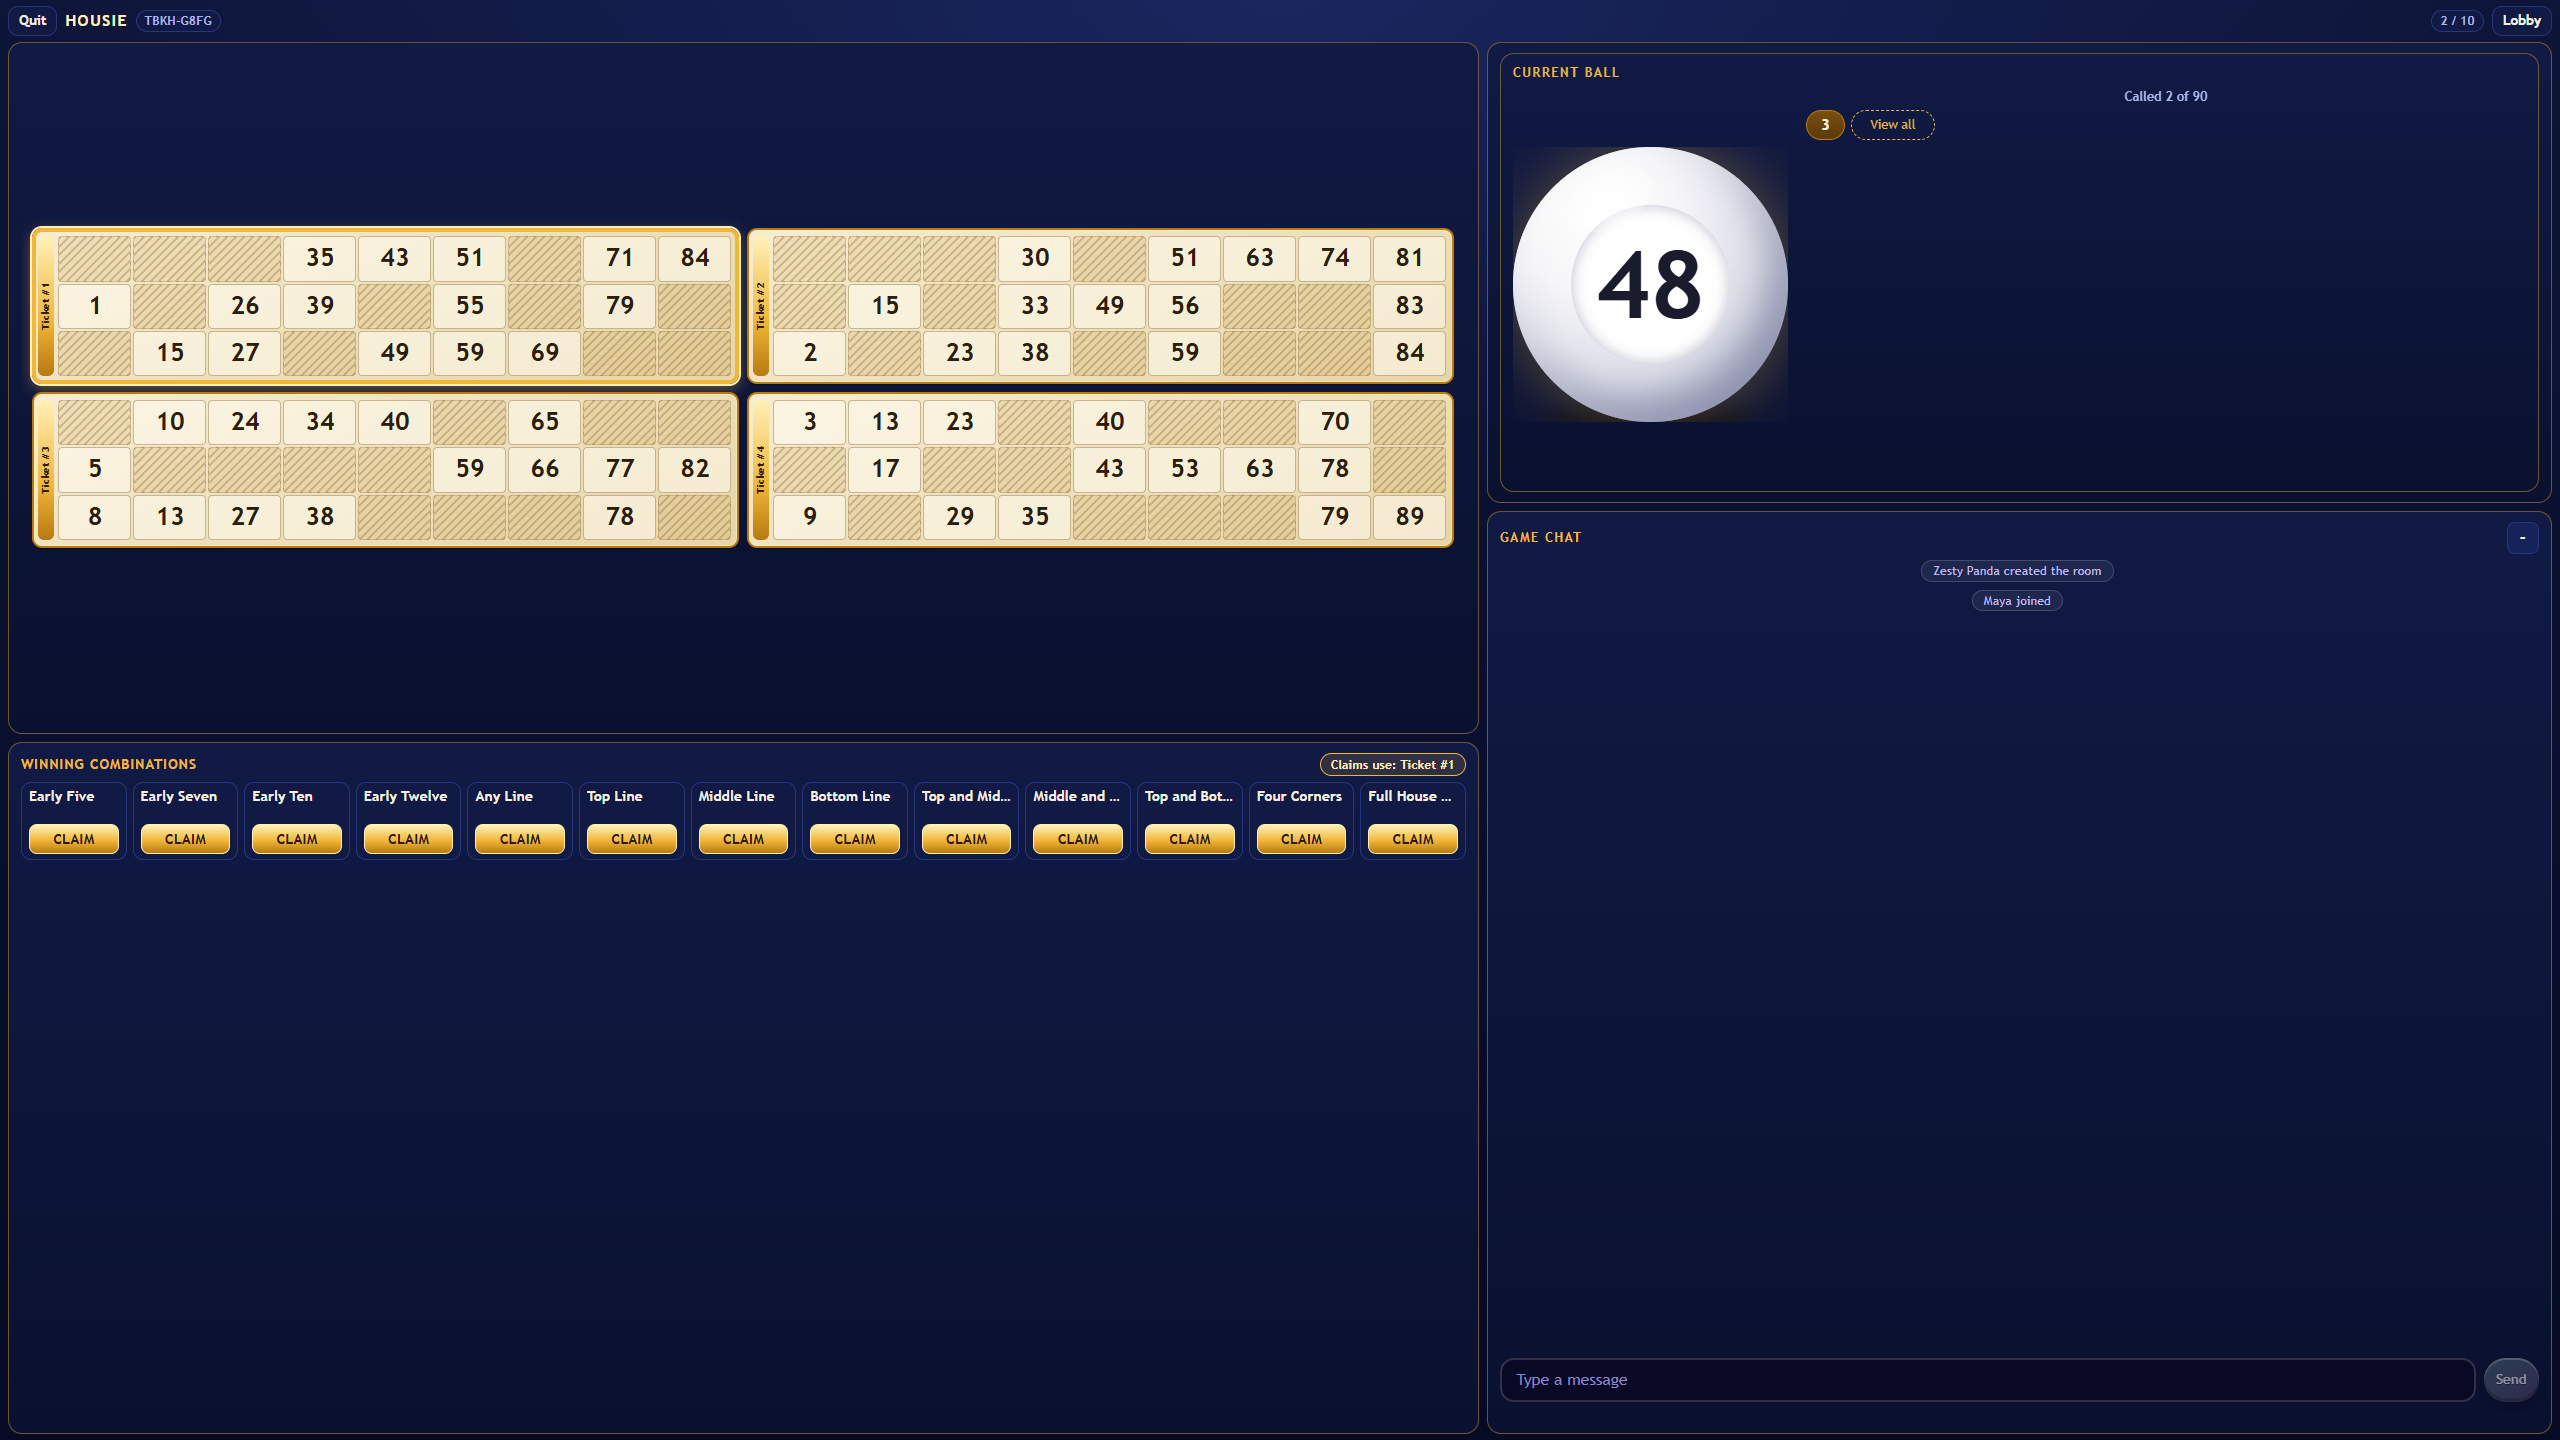 Quit HOUSIE TBKH-G8FG 2 / 10 Lobby
Ticket #1
35 43 51 71 84
1 26 39 55 79
15 27 49 59 69
Ticket #2
30 51 63 74 81
15 33 49 56 83
2 23 38 59 84
Ticket #3
10 24 34 40 65
5 59 66 77 82
8 13 27 38 78
Ticket #4
3 13 23 40 70
17 43 53 63 78
9 29 35 79 89
WINNING COMBINATIONS Claims use: Ticket #1
Early Five Early Seven Early Ten Early Twelve Any Line Top Line Middle Line Bottom Line Top and Mid... Middle and ... Top and Bot... Four Corners Full House ...
CLAIM CLAIM CLAIM CLAIM CLAIM CLAIM CLAIM CLAIM CLAIM CLAIM CLAIM CLAIM CLAIM
CURRENT BALL
Called 2 of 90
3 View all
48
GAME CHAT -
Zesty Panda created the room
Maya joined
Type a message Send